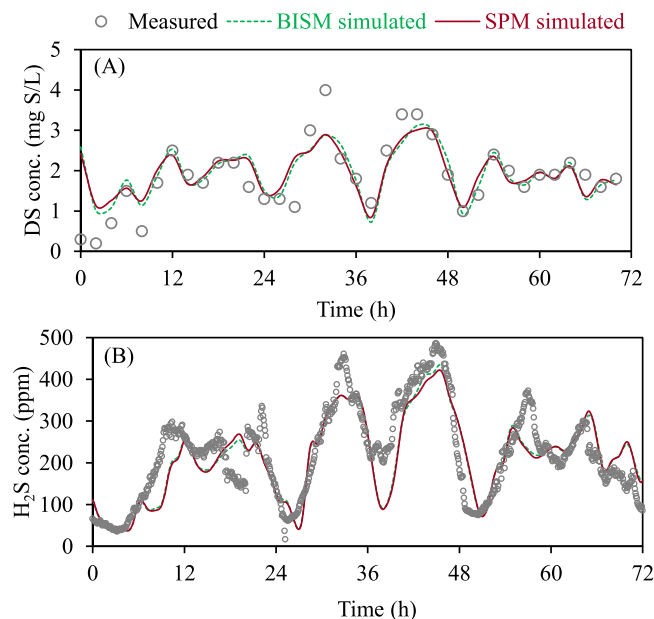 Measured BISM simulated SPM simulated
(A)
DS conc. (mg S/L)
5
4
3
2
1
0
0 12 24 36 48 60 72
Time (h)
(B)
H₂S conc. (ppm)
500
400
300
200
100
0
0 12 24 36 48 60 72
Time (h)